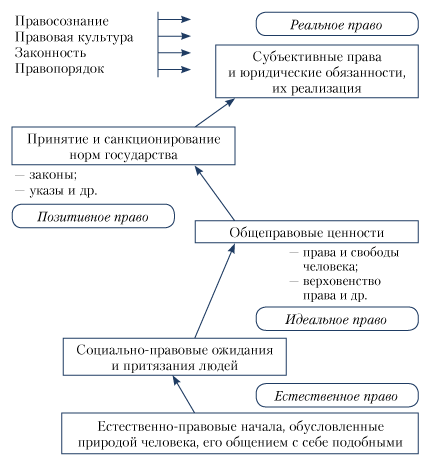 Правосознание
Правовая культура
Законность
Правопорядок
Реальное право
Субъективные права
и юридические обязанности,
их реализация
Принятие и санкционирование
норм государства
— законы;
— указы и др.
Позитивное право
Общеправовые ценности
— права и свободы
человека;
— верховенство
права и др.
Идеальное право
Социально-правовые ожидания
и притязания людей
Естественное право
Естественно-правовые начала, обусловленные
природой человека, его общением с себе подобными